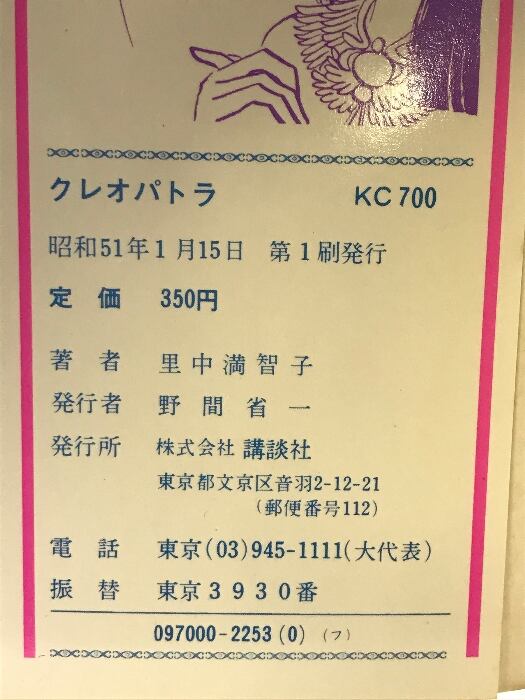 クレオパトラ KC700
昭和51年1月15日 第1刷発行
定価 350円
著者 里中満智子
発行者 野間省一
発行所 株式会社 講談社
東京都文京区音羽2-12-21
(郵便番号112)
電話 東京(03)945-1111(大代表)
振替 東京3930番
097000-2253(0) (フ)